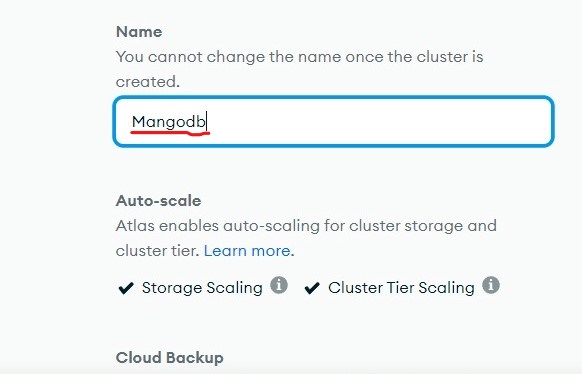 Name
You cannot change the name once the cluster is
created.
Mangodb
Auto-scale
Atlas enables auto-scaling for cluster storage and
cluster tier. Learn more.
Storage Scaling Cluster Tier Scaling
Cloud Backup